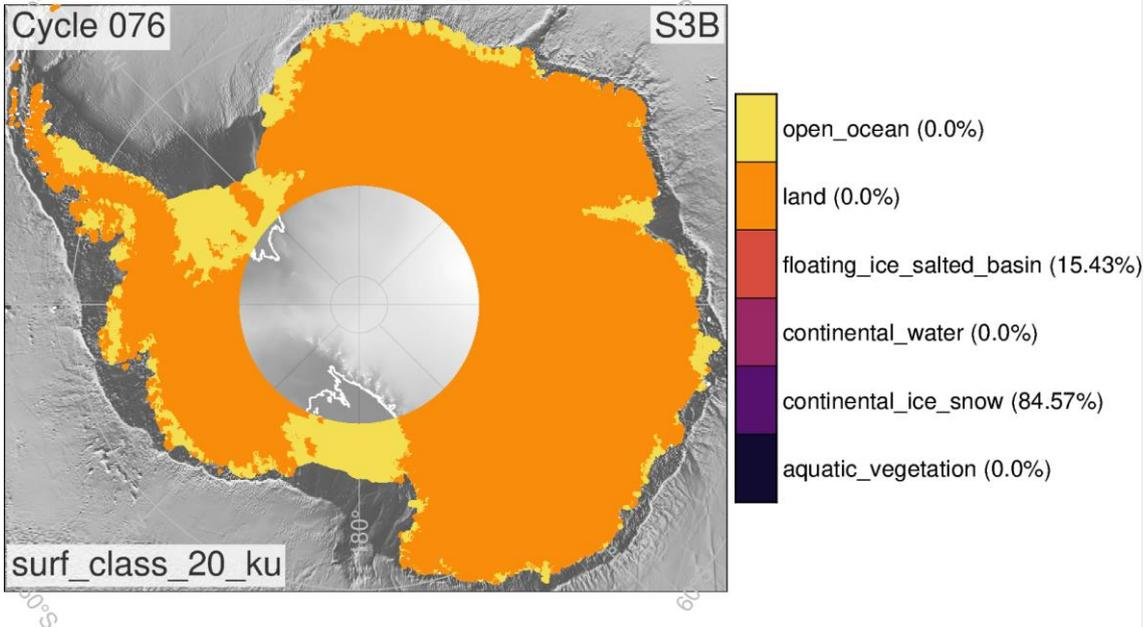 Cycle 076
S3B
open_ocean (0.0%)
land (0.0%)
floating_ice_salted_basin (15.43%)
continental_water (0.0%)
continental_ice_snow (84.57%)
aquatic_vegetation (0.0%)
180°
surf_class_20_ku